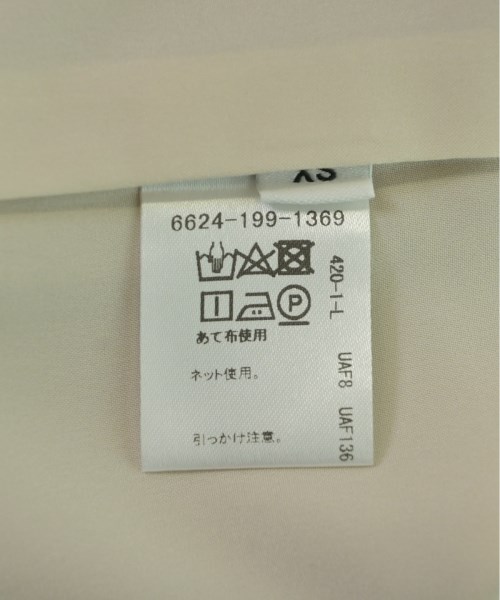 XS
6624-199-1369
P
あて布使用
ネット使用。
引っかけ注意。
420-1-L
UAF8 UAF136